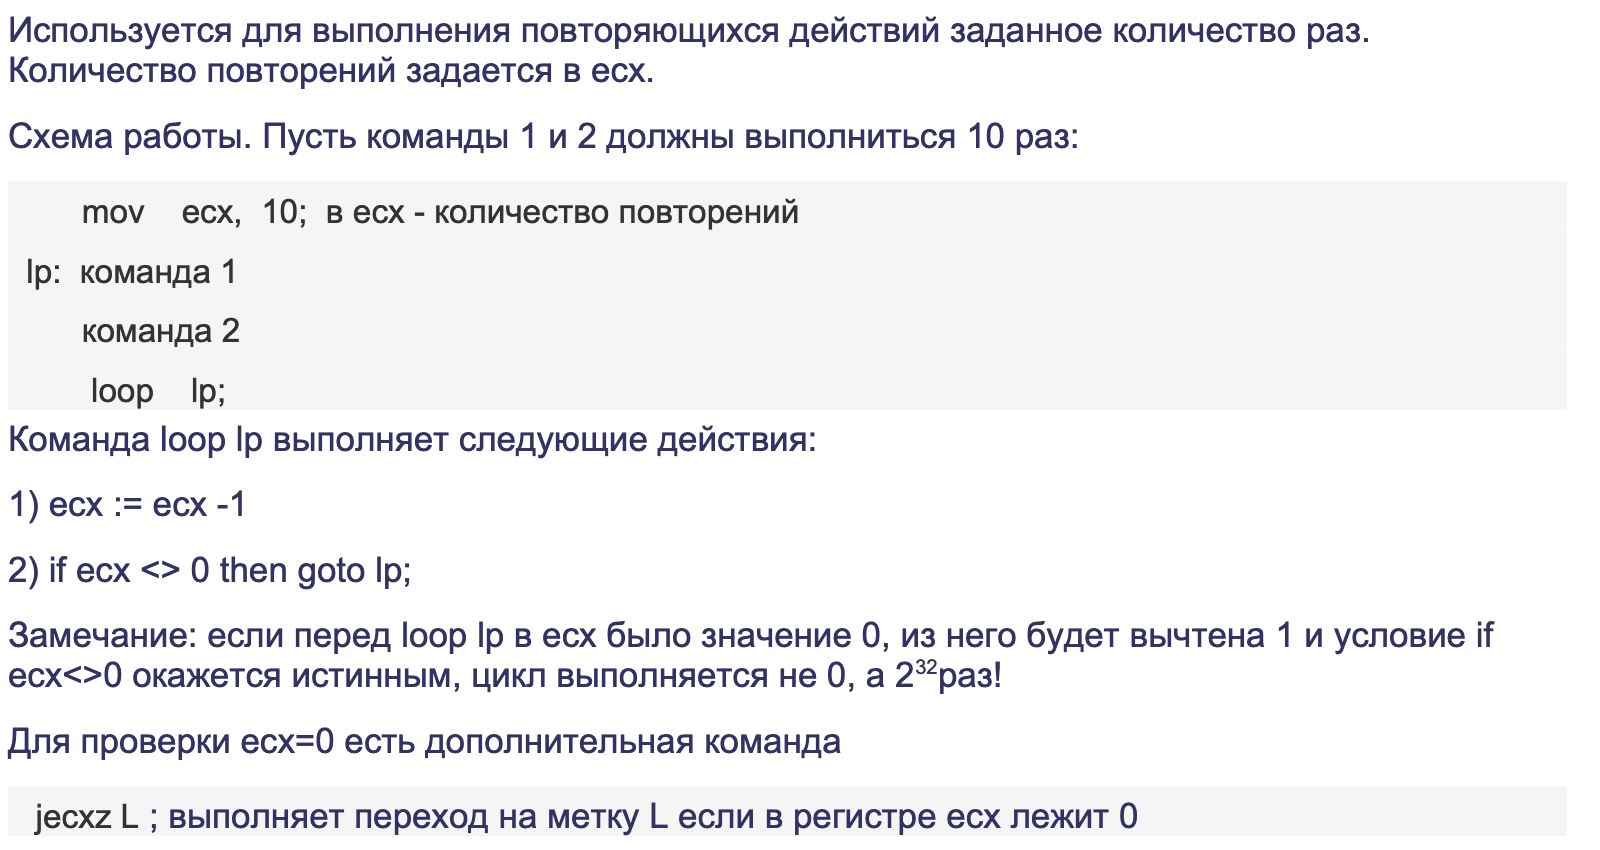 Используется для выполнения повторяющихся действий заданное количество раз.
Количество повторений задается в ecx.
Схема работы. Пусть команды 1 и 2 должны выполниться 10 раз:
mov ecx, 10; в ecx - количество повторений
lp: команда 1
команда 2
loop lp;
Команда loop lp выполняет следующие действия:
1) ecx := ecx -1
2) if ecx <> 0 then goto lp;
Замечание: если перед loop lp в ecx было значение 0, из него будет вычтена 1 и условие if
ecx<>0 окажется истинным, цикл выполняется не 0, а 2³²раз!
Для проверки ecx=0 есть дополнительная команда
jecxz L ; выполняет переход на метку L если в регистре ecx лежит 0